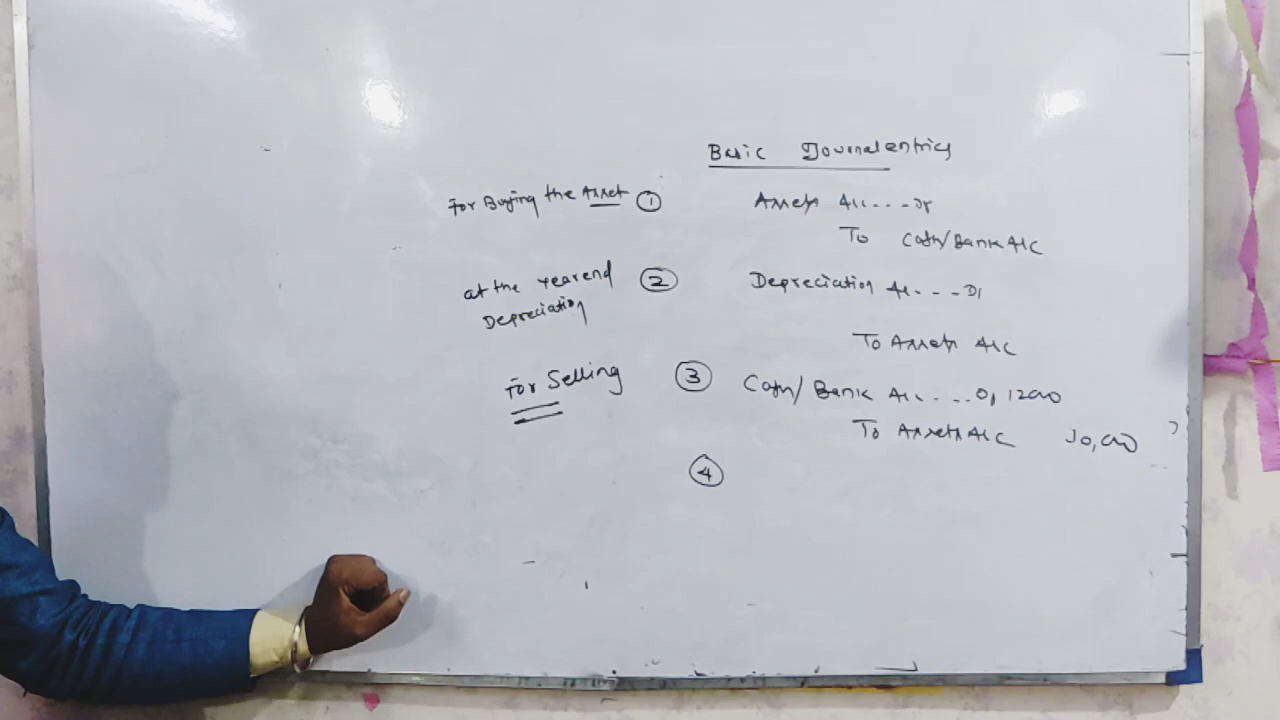 Basic Journal entries
For Buying the Asset ① Assets A/c....Dr
To Cash/Bank A/C
at the year end ② Depreciation A/c....Dr
Depreciation
To Assets A/C
For Selling ③ Cash/Bank A/c.....Dr 12000
To Assets A/C 10,000
④